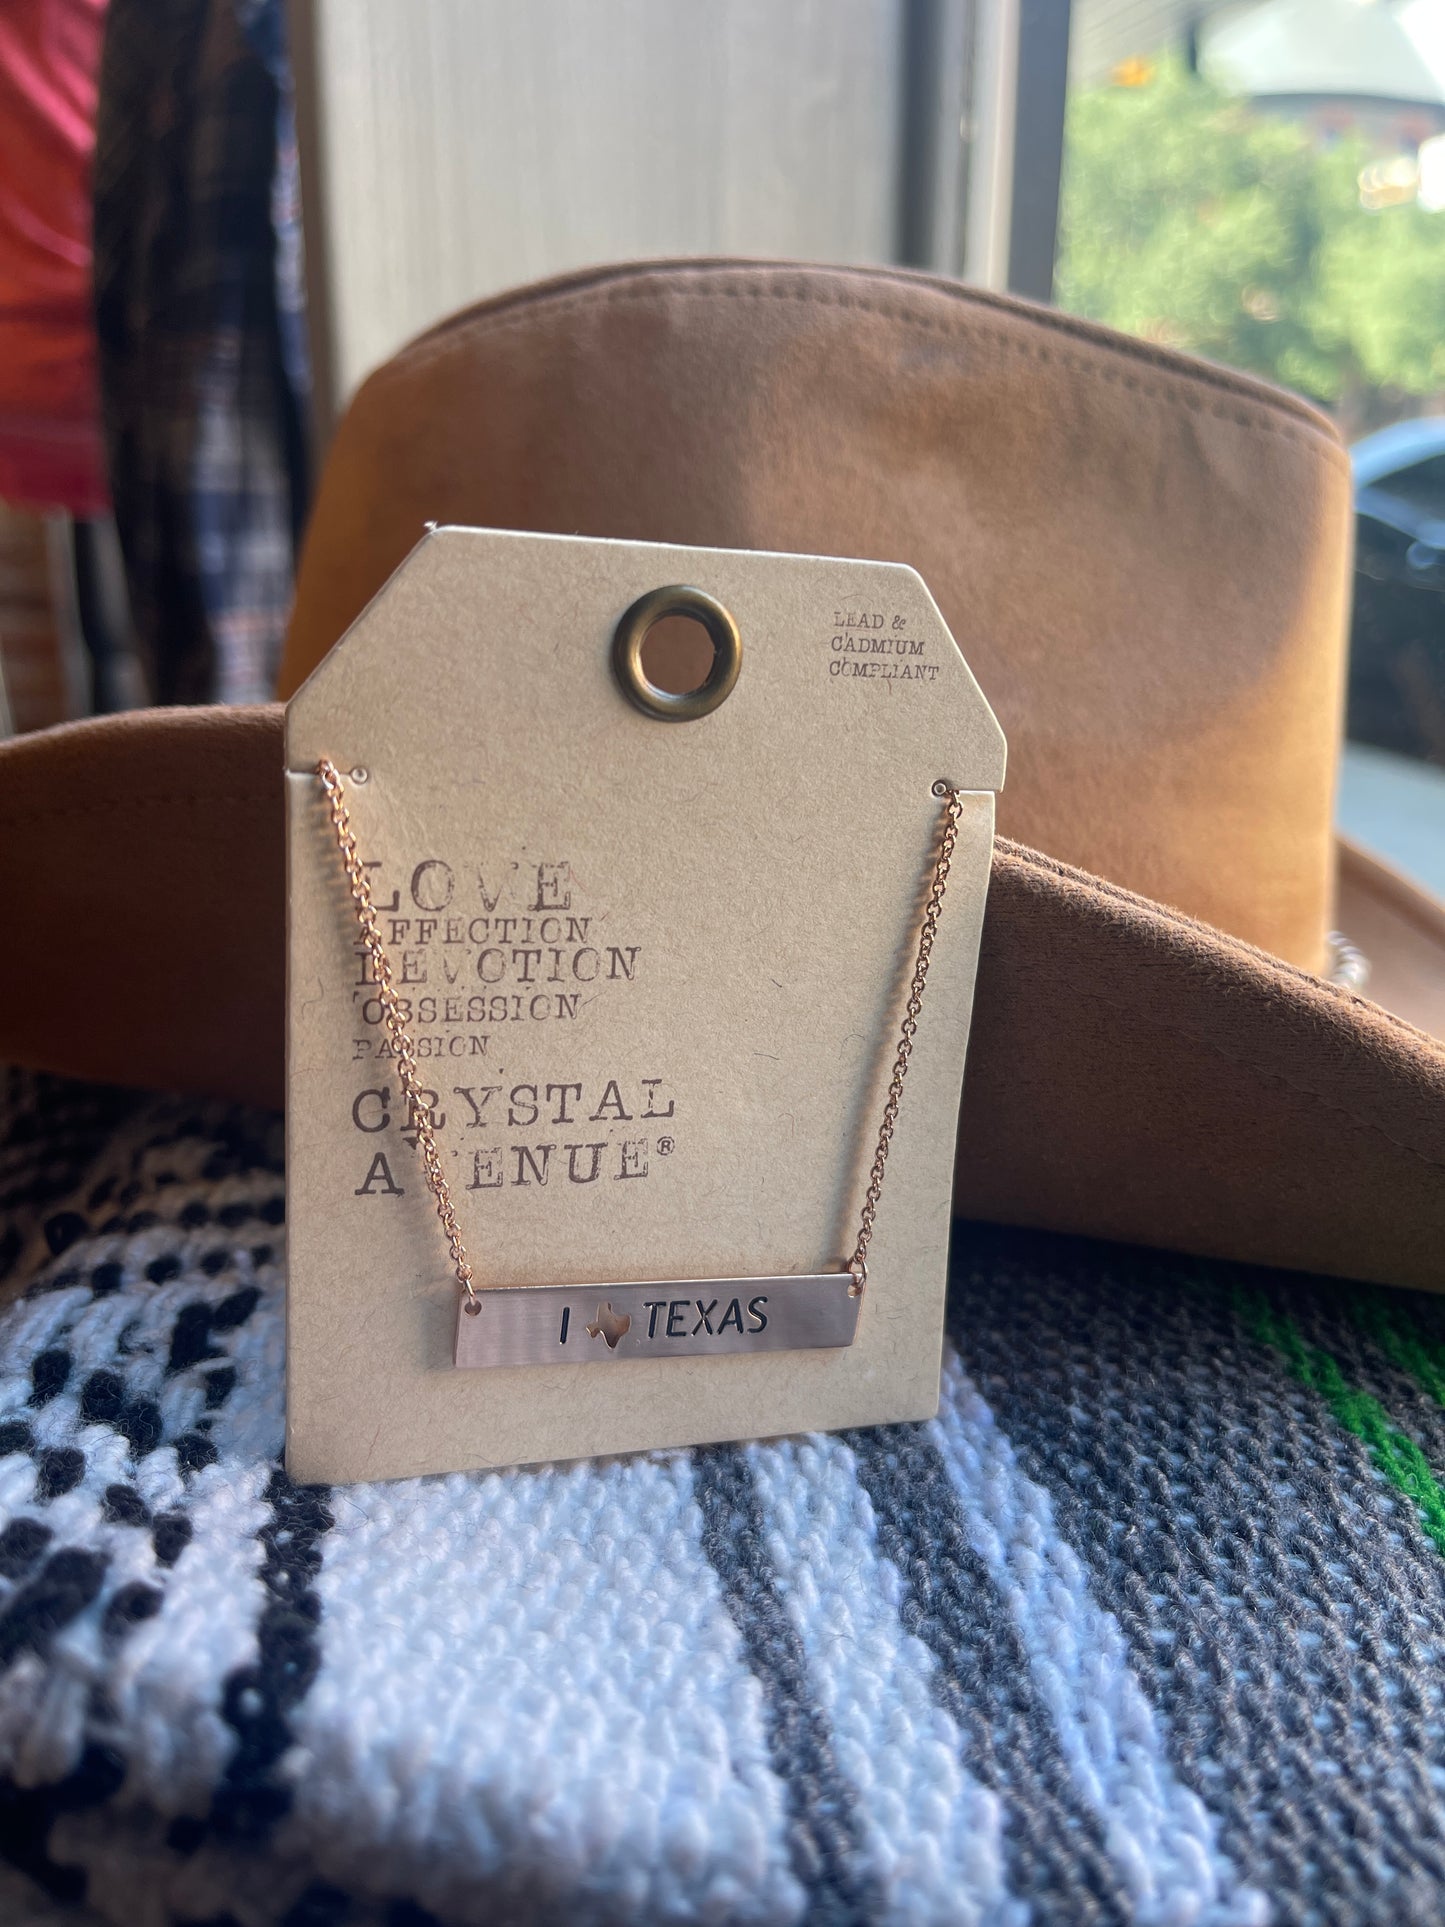 LEAD &
CADMIUM
COMPLIANT
LOVE
AFFECTION
DEVOTION
OBSESSION
PASSION
CRYSTAL
AVENUE®
I TEXAS